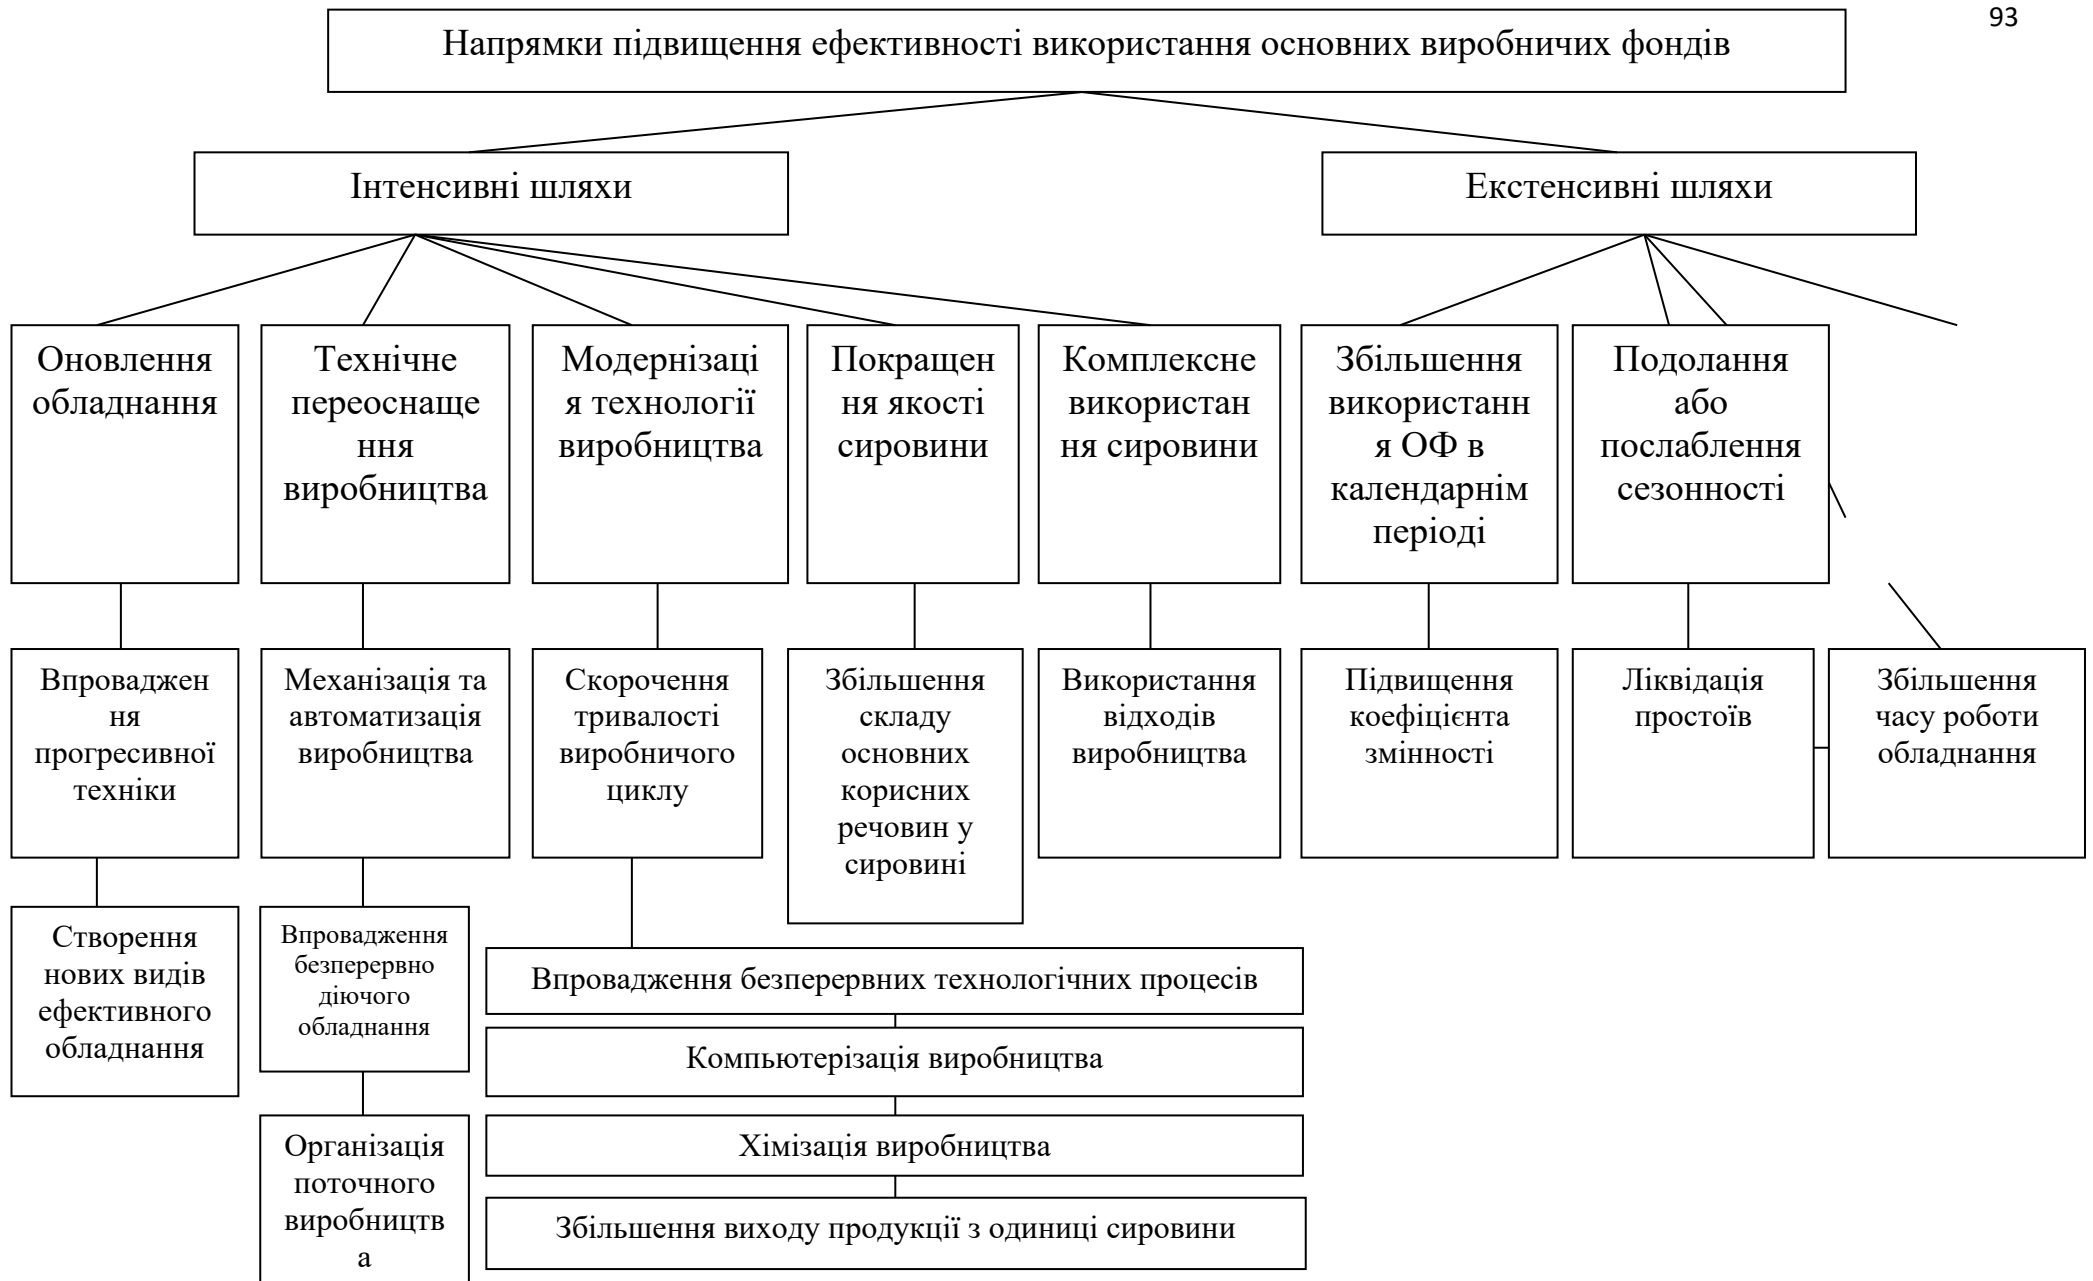 93
Напрямки підвищення ефективності використання основних виробничих фондів
Інтенсивні шляхи
Екстенсивні шляхи
Оновлення
обладнання
Технічне
переоснаще
ння
виробництва
Модернізаці
я технології
виробництва
Покращен
ня якості
сировини
Комплексне
використан
ня сировини
Збільшення
використанн
я ОФ в
календарнім
періоді
Подолання
або
послаблення
сезонності
Впроваджен
ня
прогресивної
техніки
Механізація та
автоматизація
виробництва
Скорочення
тривалості
виробничого
циклу
Збільшення
складу
основних
корисних
речовин у
сировині
Використання
відходів
виробництва
Підвищення
коефіцієнта
змінності
Ліквідація
простоїв
Збільшення
часу роботи
обладнання
Створення
нових видів
ефективного
обладнання
Впровадження
безперервно
діючого
обладнання
Впровадження безперервних технологічних процесів
Компьютерізація виробництва
Організація
поточного
виробництв
а
Хімізація виробництва
Збільшення виходу продукції з одиниці сировини